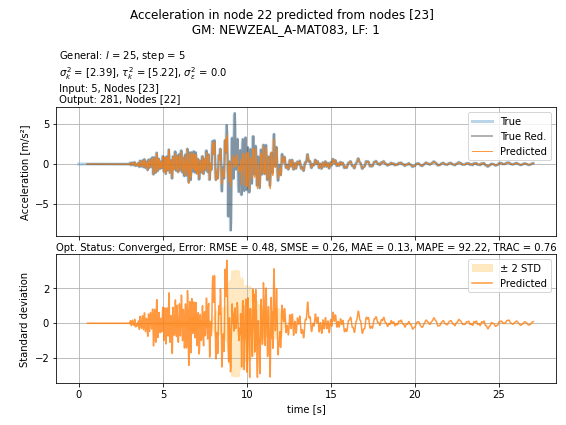 Acceleration in node 22 predicted from nodes [23]
GM: NEWZEAL_A-MAT083, LF: 1
General: l = 25, step = 5
σ²ₖ = [2.39], τ²ₖ = [5.22], σ²ε = 0.0
Input: 5, Nodes [23]
Output: 281, Nodes [22]
Acceleration [m/s²]
5
0
−5
True
True Red.
Predicted
Opt. Status: Converged, Error: RMSE = 0.48, SMSE = 0.26, MAE = 0.13, MAPE = 92.22, TRAC = 0.76
Standard deviation
2
0
−2
± 2 STD
Predicted
0 5 10 15 20 25
time [s]